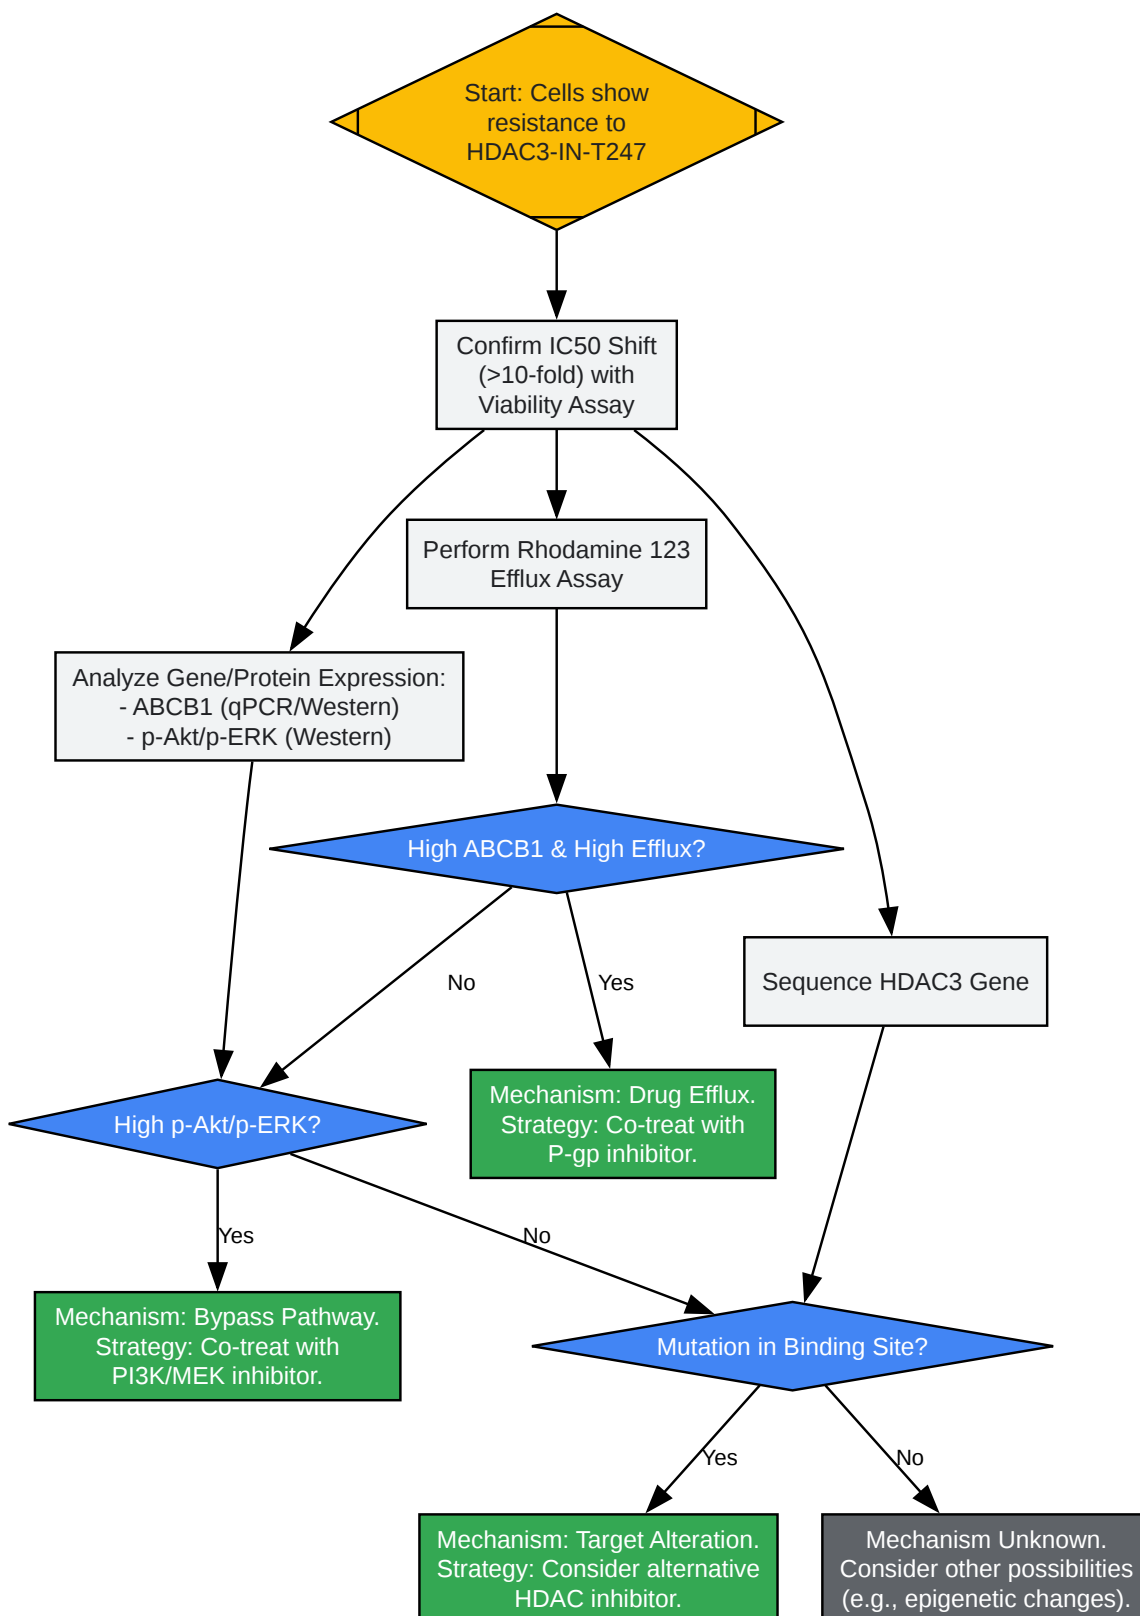 Start: Cells show
resistance to
HDAC3-IN-T247
Confirm IC50 Shift
(>10-fold) with
Viability Assay
Perform Rhodamine 123
Efflux Assay
Analyze Gene/Protein Expression:
- ABCB1 (qPCR/Western)
- p-Akt/p-ERK (Western)
High ABCB1 & High Efflux?
No
Yes
Sequence HDAC3 Gene
Mechanism: Drug Efflux.
Strategy: Co-treat with
P-gp inhibitor.
High p-Akt/p-ERK?
Yes
No
Mechanism: Bypass Pathway.
Strategy: Co-treat with
PI3K/MEK inhibitor.
Mutation in Binding Site?
Yes
No
Mechanism: Target Alteration.
Strategy: Consider alternative
HDAC inhibitor.
Mechanism Unknown.
Consider other possibilities
(e.g., epigenetic changes).